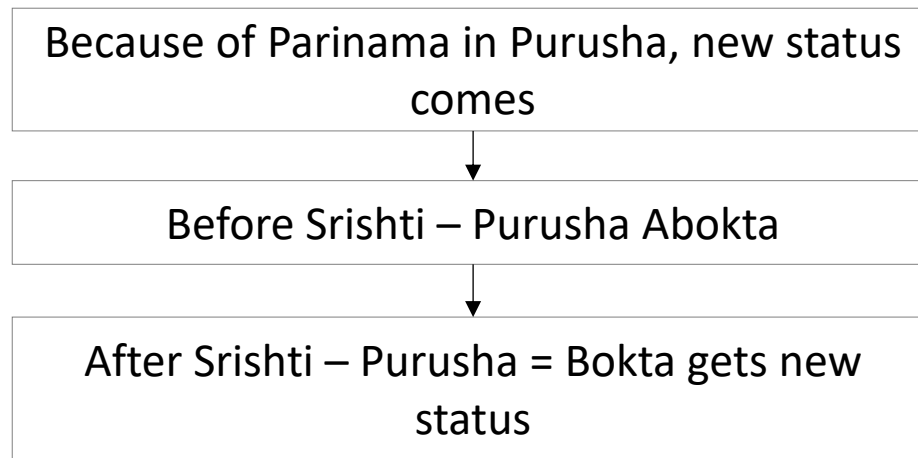 Because of Parinama in Purusha, new status
comes
Before Srishti – Purusha Abokta
After Srishti – Purusha = Bokta gets new
status